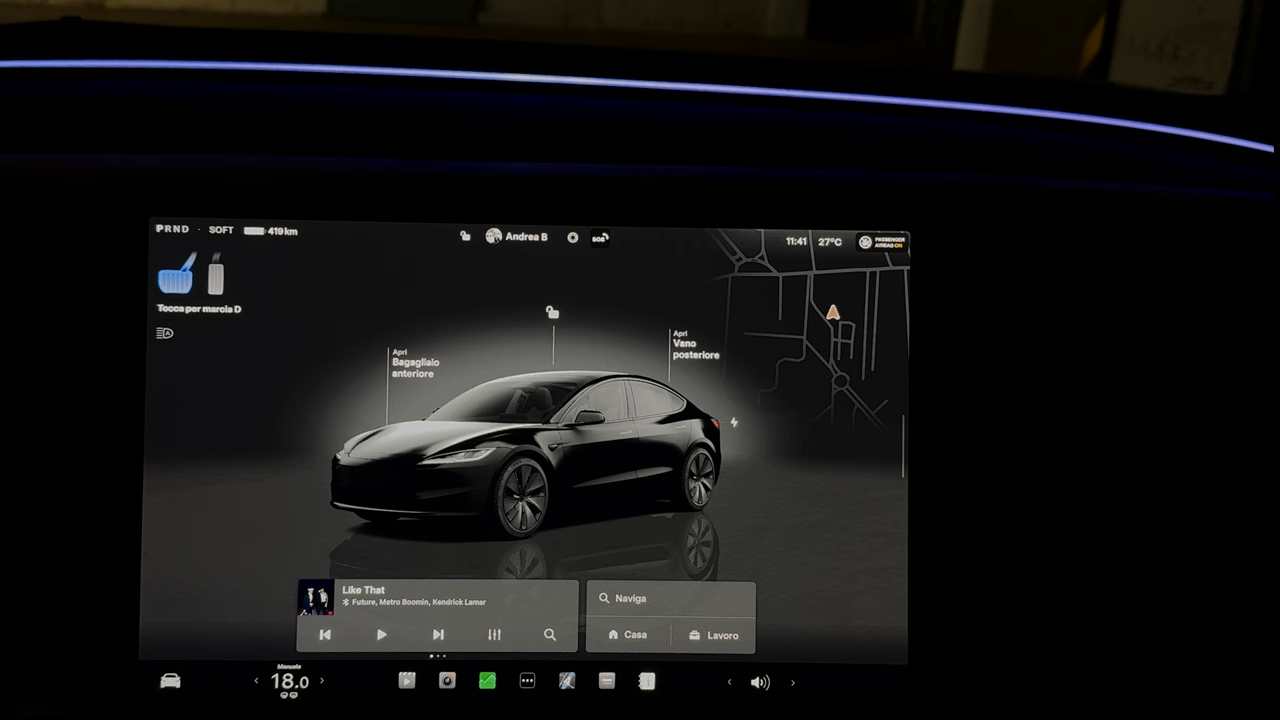 PRND · SOFT 419 km
Andrea B
SOS
11:41 27°C
PASSENGER
AIRBAG ON
Tocca per marcia D
A
Apri
Bagagliaio
anteriore
Apri
Vano
posteriore
Like That
Future, Metro Boomin, Kendrick Lamar
Naviga
Casa
Lavoro
Manuale
18.0